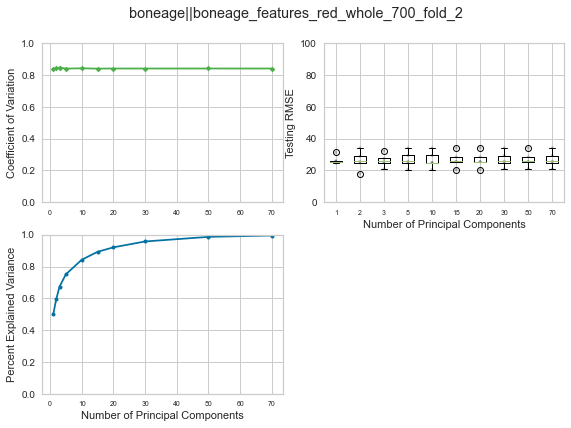 boneage||boneage_features_red_whole_700_fold_2
Coefficient of Variation
1.0
0.8
0.6
0.4
0.2
0.0
0 10 20 30 40 50 60 70
Testing RMSE
100
80
60
40
20
0
1 2 3 5 10 15 20 30 50 70
Number of Principal Components
Percent Explained Variance
1.0
0.8
0.6
0.4
0.2
0.0
0 10 20 30 40 50 60 70
Number of Principal Components